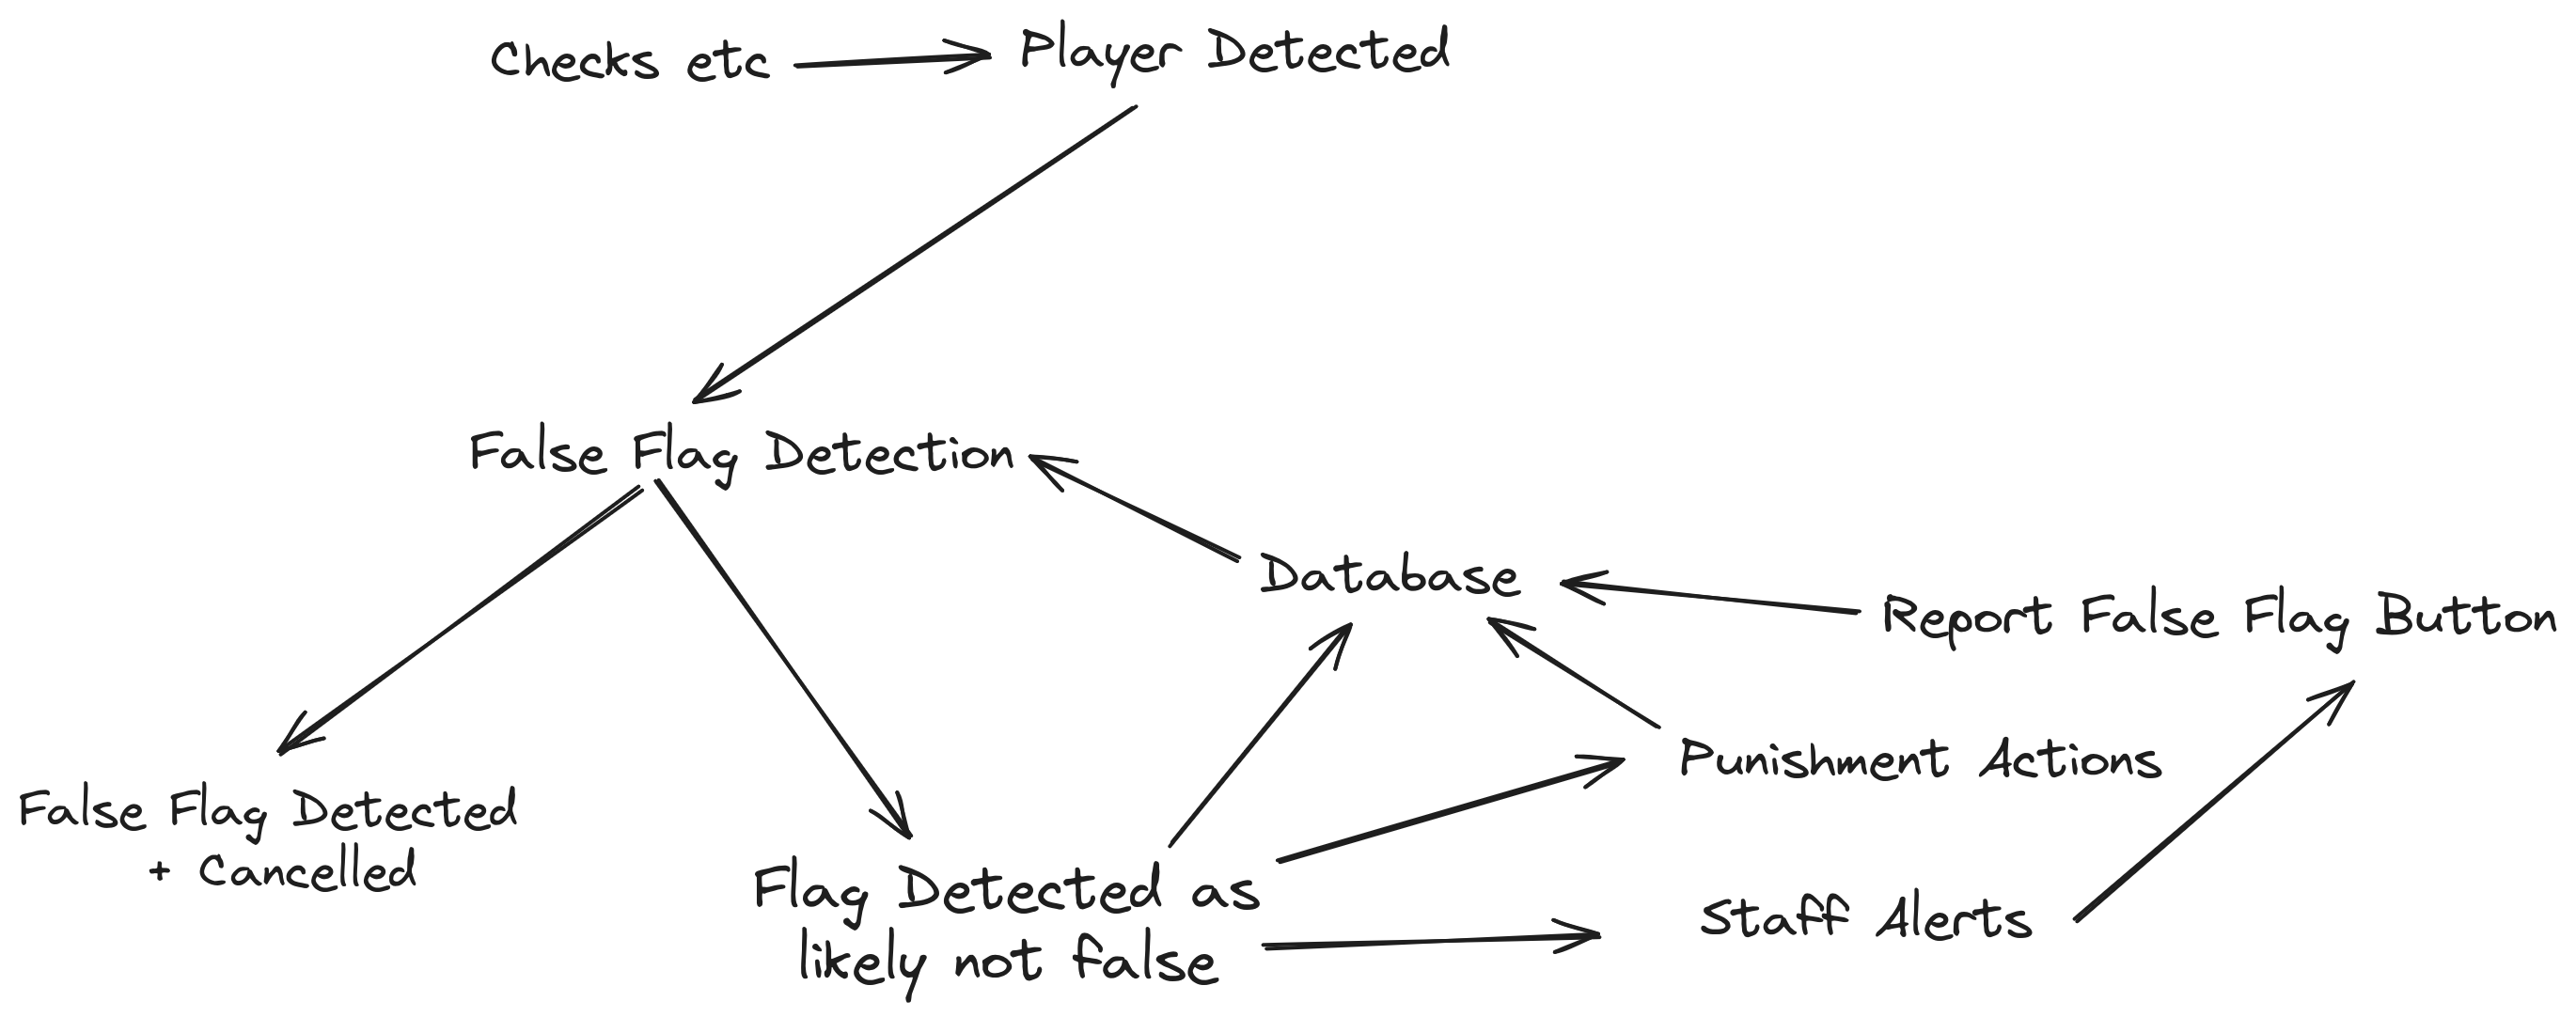 Checks etc
Player Detected
False Flag Detection
Database
Report False Flag Button
Punishment Actions
False Flag Detected
+ Cancelled
Flag Detected as
likely not false
Staff Alerts